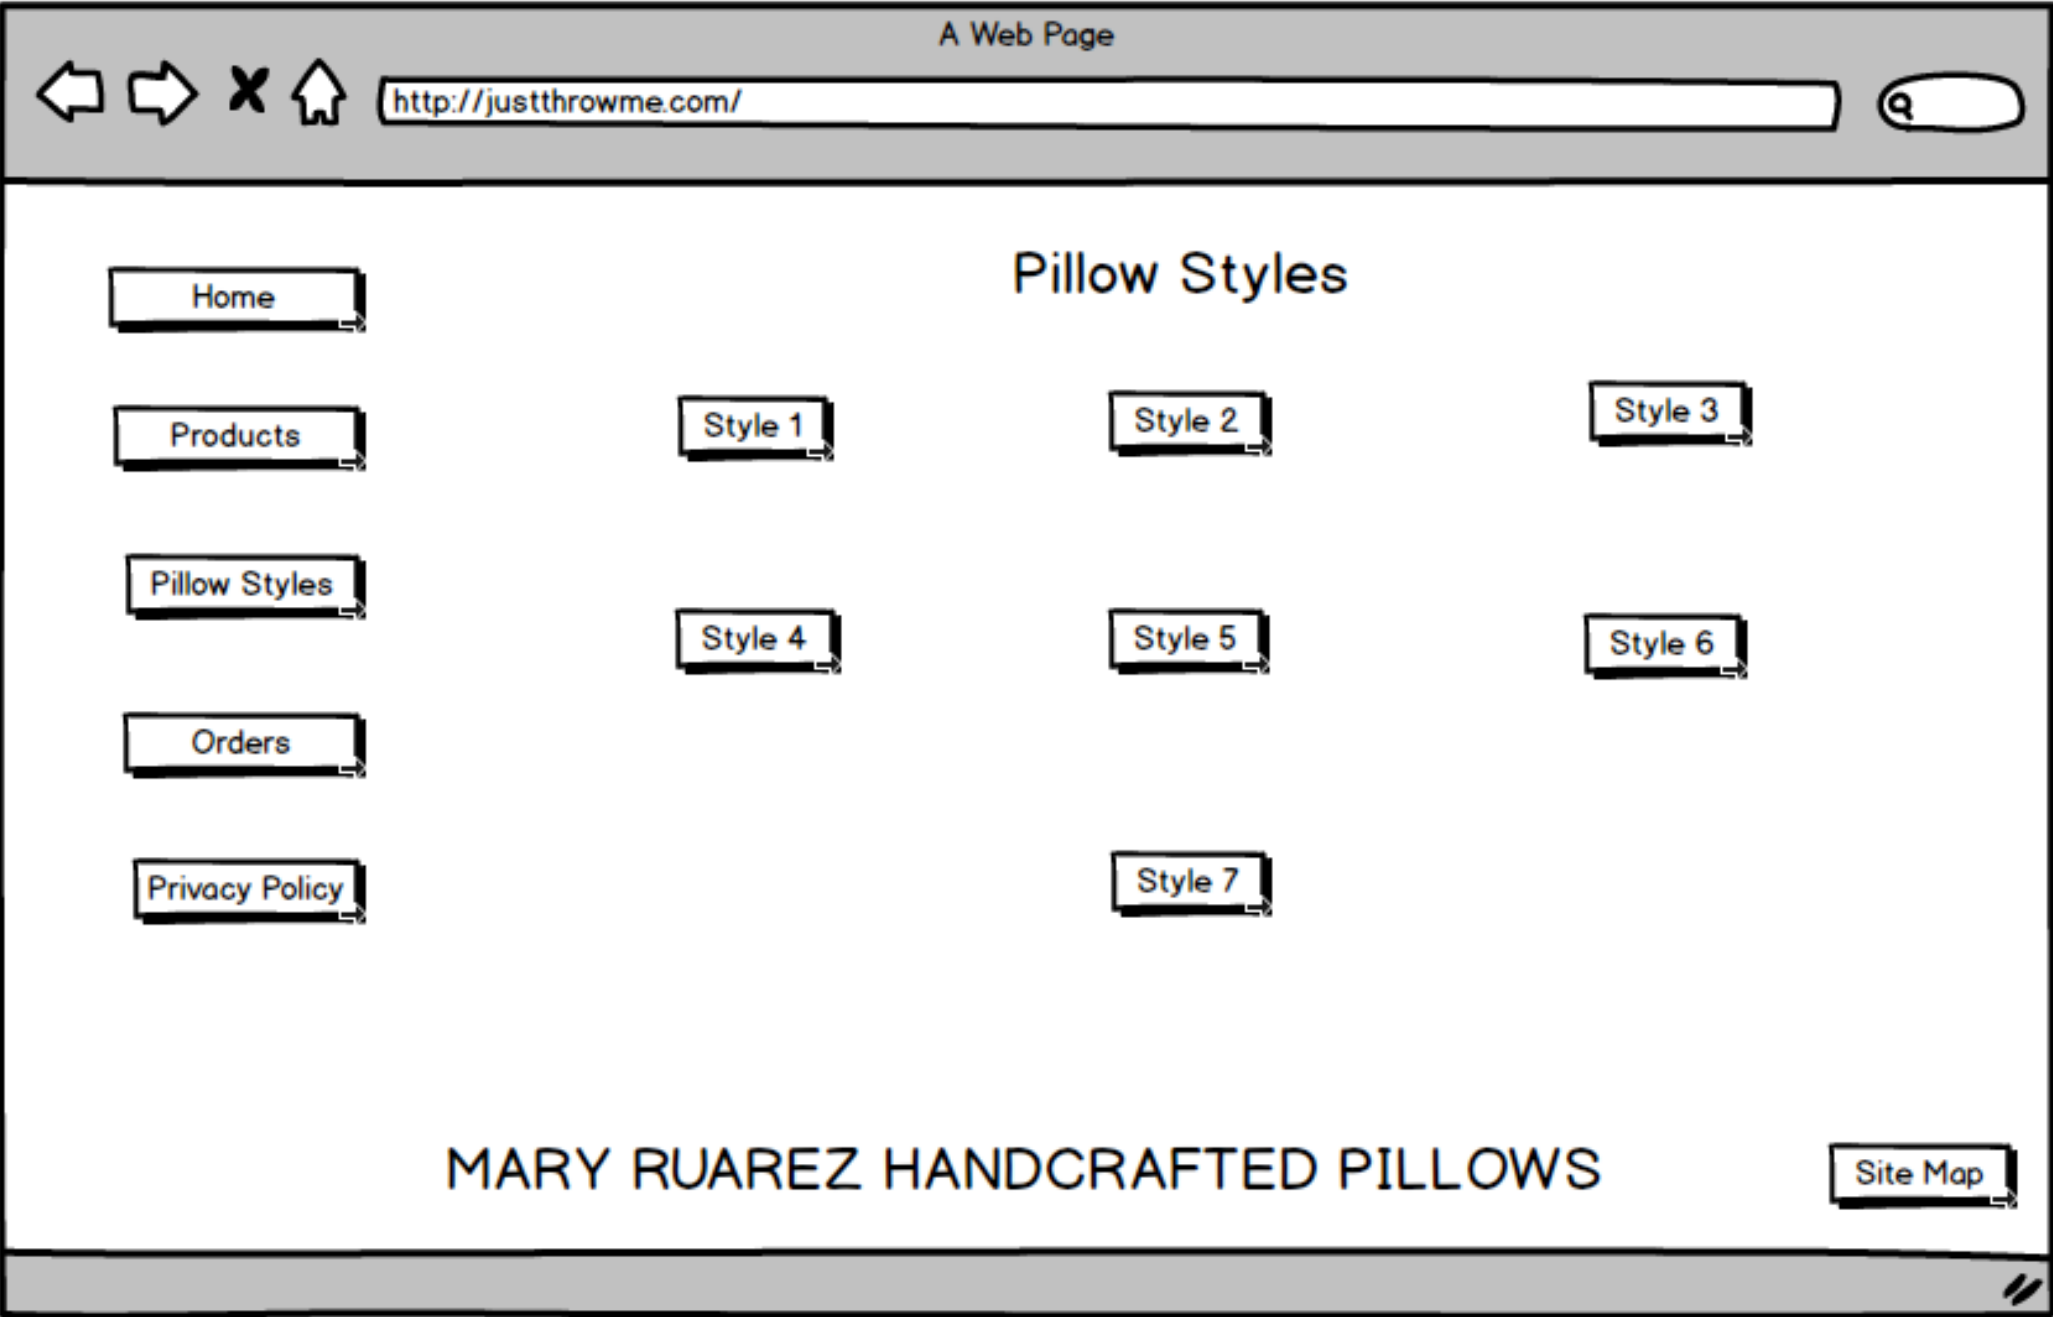 A Web Page
http://justthrowme.com/
Pillow Styles
Home
Products
Pillow Styles
Orders
Privacy Policy
Style 1
Style 2
Style 3
Style 4
Style 5
Style 6
Style 7
MARY RUAREZ HANDCRAFTED PILLOWS
Site Map